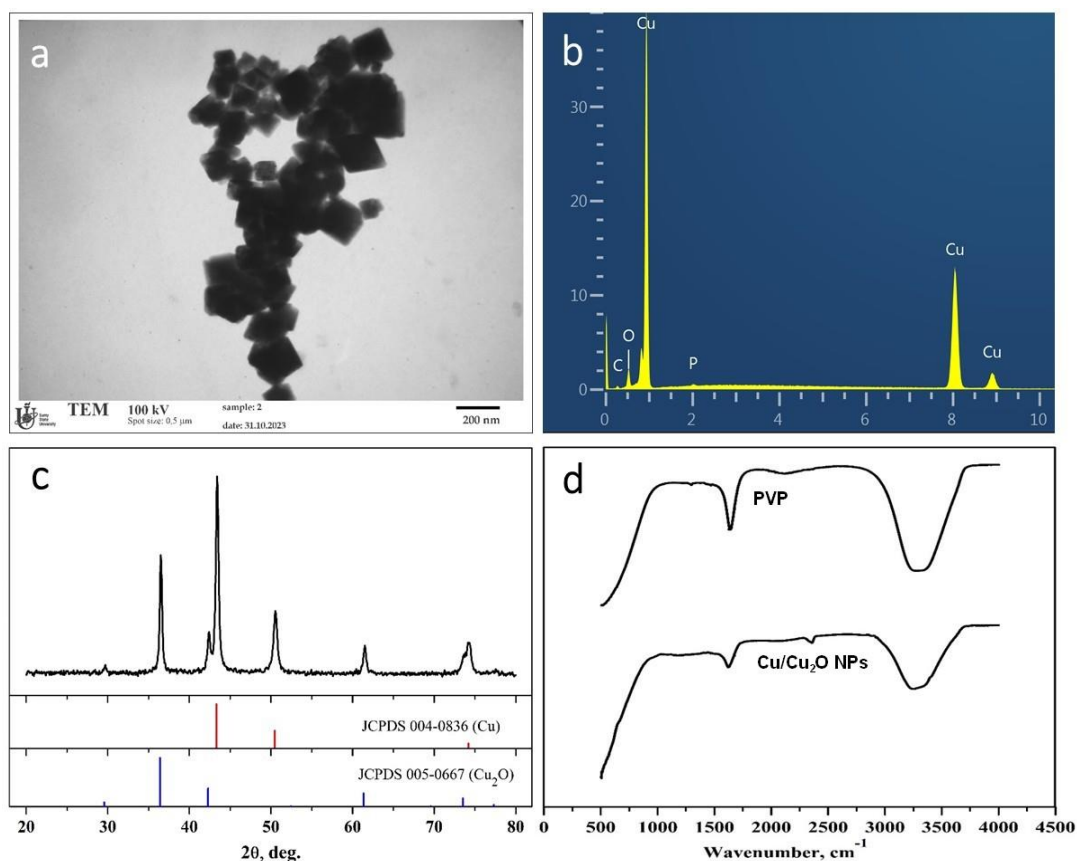 a
TEM
100 kV
Spot size: 0,5 μm
sample: 2
date: 31.10.2023
200 nm
b
Cu
30
20
10
0
C
O
P
Cu
Cu
0 2 4 6 8 10
c
JCPDS 004-0836 (Cu)
JCPDS 005-0667 (Cu₂O)
20 30 40 50 60 70 80
2θ, deg.
d
PVP
Cu/Cu₂O NPs
0 500 1000 1500 2000 2500 3000 3500 4000 4500
Wavenumber, cm⁻¹